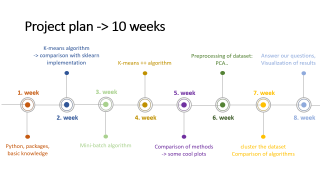 Project plan -> 10 weeks
K-means algorithm
-> comparison with sklearn
implementation
K-means ++ algorithm
Preprocessing of dataset:
PCA..
Answer our questions,
Visualization of results
1. week
3. week
5. week
7. week
2. week
4. week
6. week
8. week
Python, packages,
basic knowledge
Mini-batch algorithm
Comparison of methods
-> some cool plots
cluster the dataset
Comparison of algorithms